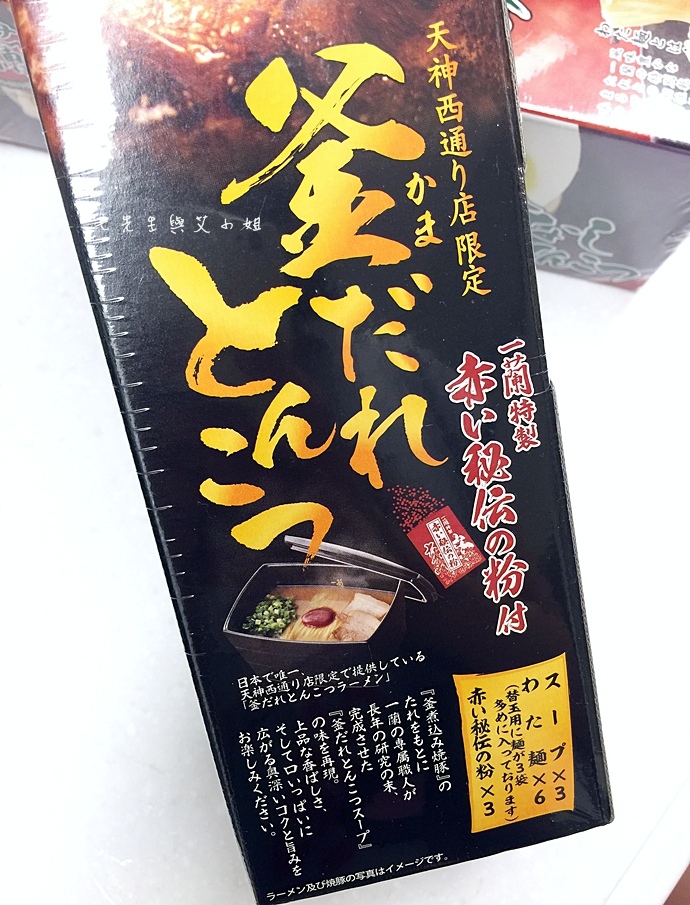 天神西通り店限定
釜だれ
かま
とんこつ
一蘭特製
赤い秘伝の粉付
日本で唯一、
天神西通り店限定で提供している
「釜だれとんこつラーメン」
『釜煮込み焼豚』の
たれをもとに
一蘭の専属職人が
長年の研究の末、
完成させた
『釜だれとんこつスープ』
の味を再現。
上品な香ばしさ、
そして口いっぱいに
広がる奥深いコクと旨みを
お楽しみください。
スープ×3
わた麺×6
(替玉用に麺が3袋
多めに入っております)
赤い秘伝の粉×3
ラーメン及び焼豚の写真はイメージです。
先生與艾小姐